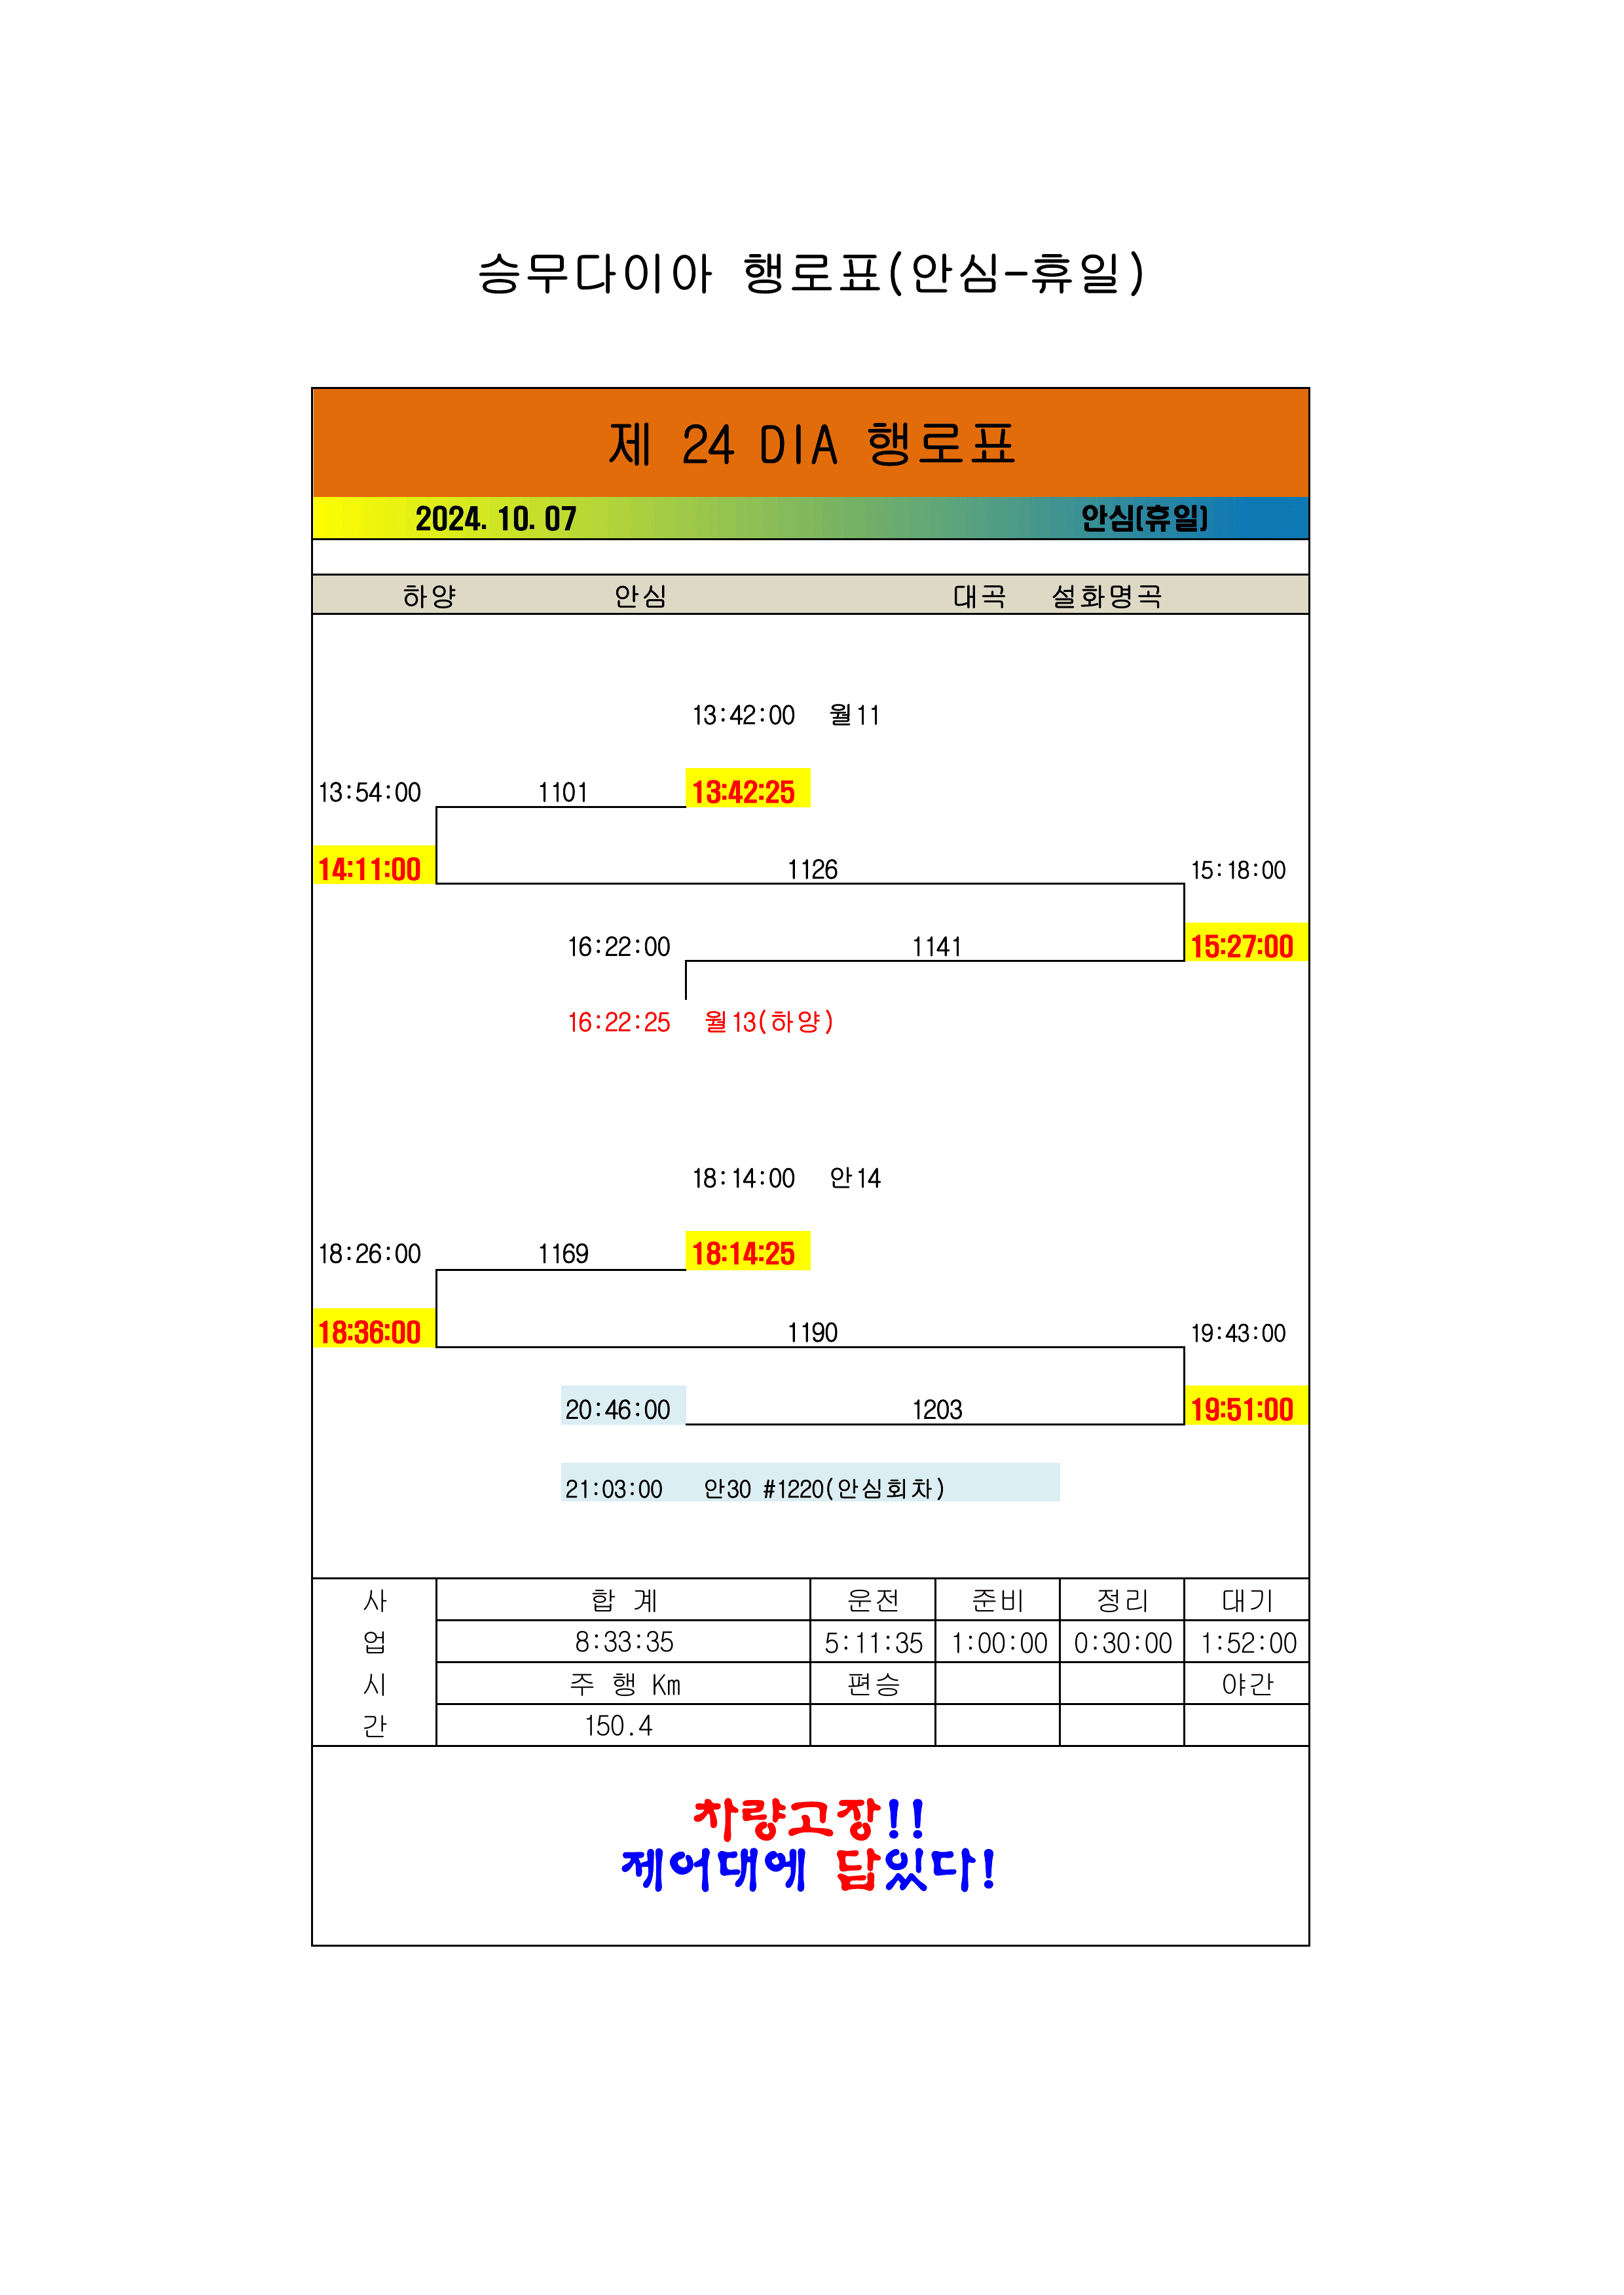 승무다이아 행로표(안심-휴일)
제 24 DIA 행로표
2024. 10. 07 안심(휴일)
하양 안심 대곡 설화명곡
13:42:00 월11
13:54:00 1101 13:42:25
14:11:00 1126 15:18:00
16:22:00 1141 15:27:00
16:22:25 월13(하양)
18:14:00 안14
18:26:00 1169 18:14:25
18:36:00 1190 19:43:00
20:46:00 1203 19:51:00
21:03:00 안30 #1220(안심회차)
사 합 계 운전 준비 정리 대기
업 8:33:35 5:11:35 1:00:00 0:30:00 1:52:00
시 주 행 Km 편승 야간
간 150.4
차량고장!!
제어대에 답있다!